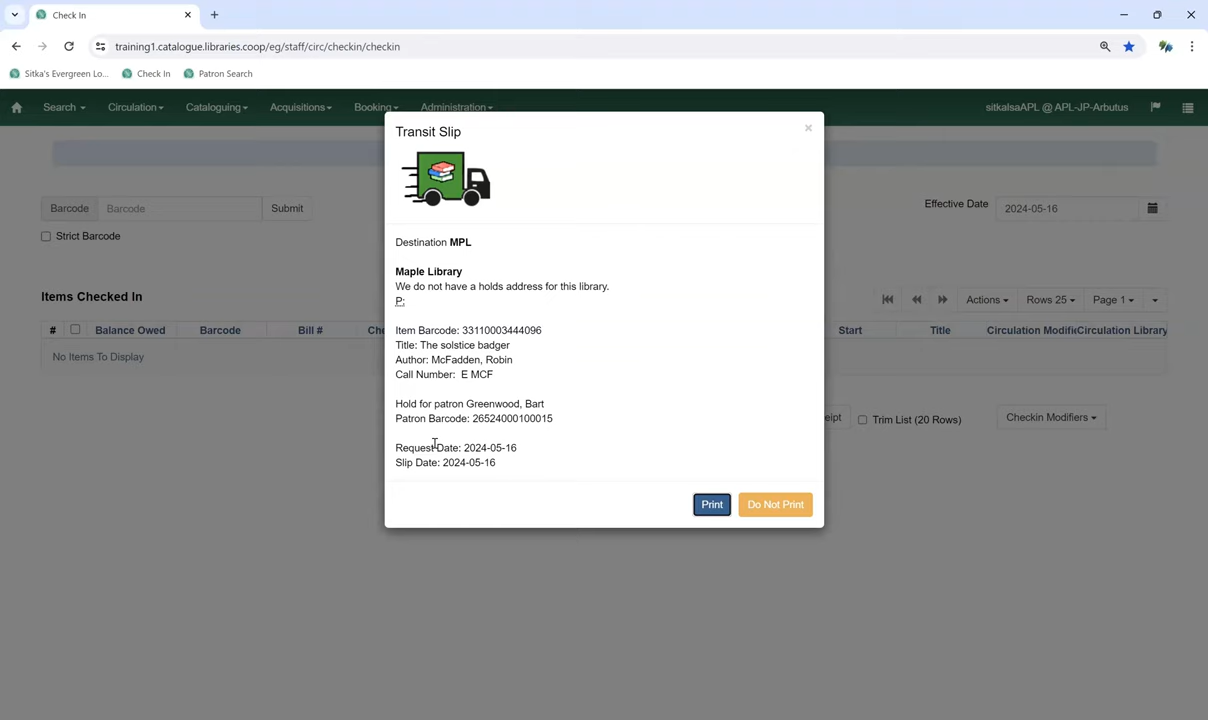 Check In
training1.catalogue.libraries.coop/eg/staff/circ/checkin/checkin
Sitka's Evergreen Lo... Check In Patron Search
Search Circulation Cataloguing Acquisitions Booking Administration sitkalsaAPL @ APL-JP-Arbutus
Transit Slip
Barcode Barcode Submit Effective Date 2024-05-16
Strict Barcode
Destination MPL
Maple Library
We do not have a holds address for this library.
P:
Items Checked In Actions Rows 25 Page 1
# Balance Owed Barcode Bill # Che Start Title Circulation Modifie Circulation Library
No Items To Display
Item Barcode: 33110003444096
Title: The solstice badger
Author: McFadden, Robin
Call Number: E MCF
Hold for patron Greenwood, Bart
Patron Barcode: 26524000100015
Request Date: 2024-05-16
Slip Date: 2024-05-16
eipt Trim List (20 Rows) Checkin Modifiers
Print Do Not Print